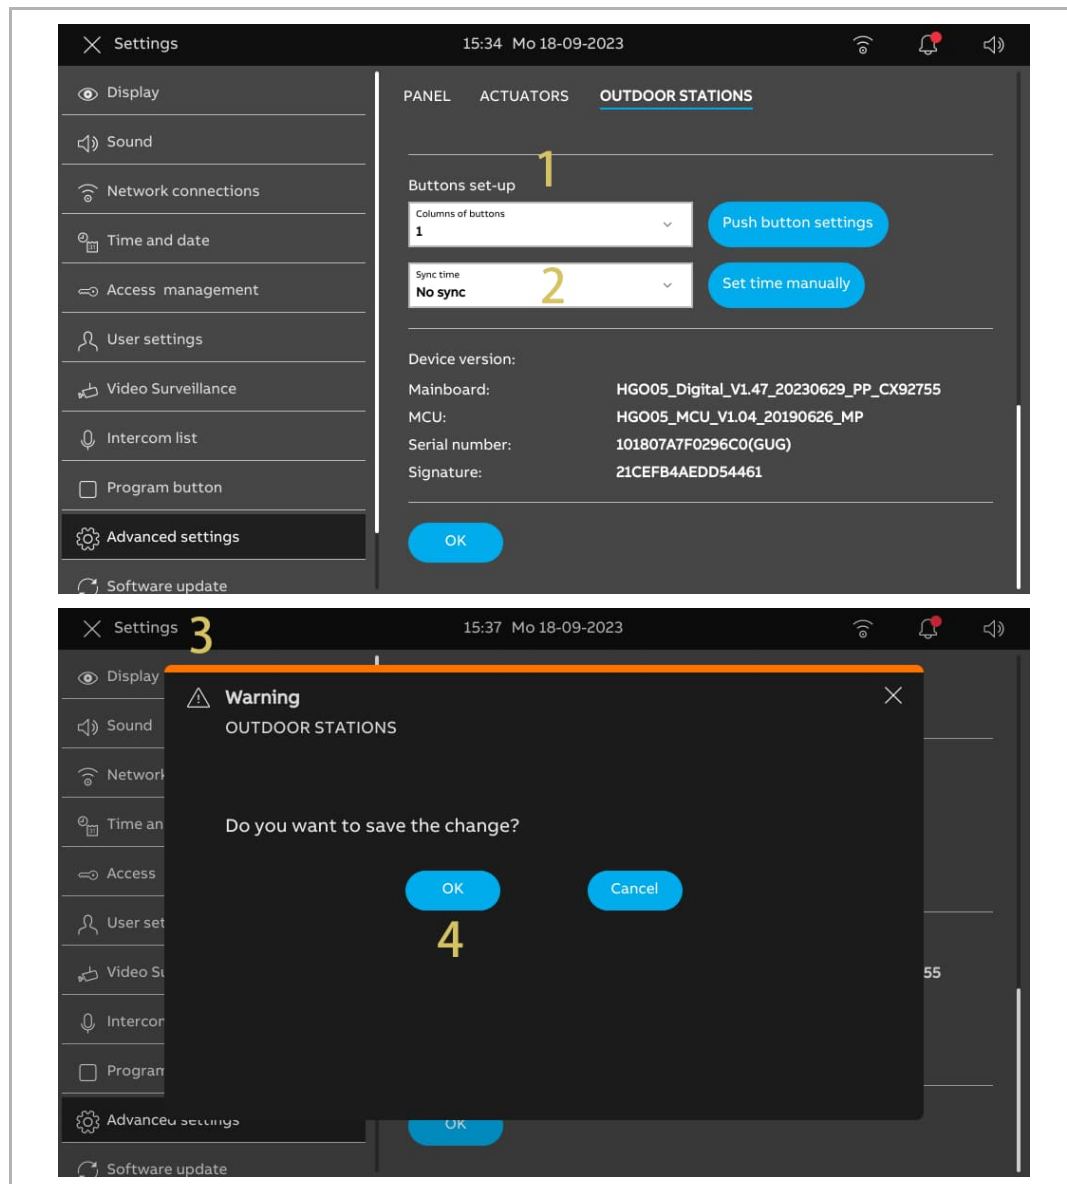 Settings 15:34 Mo 18-09-2023
Display
Sound
Network connections
Time and date
Access management
User settings
Video Surveillance
Intercom list
Program button
Advanced settings
Software update
PANEL ACTUATORS OUTDOOR STATIONS
1
Buttons set-up
Columns of buttons
1
Push button settings
Sync time
No sync
2
Set time manually
Device version:
Mainboard: HGO05_Digital_V1.47_20230629_PP_CX92755
MCU: HGO05_MCU_V1.04_20190626_MP
Serial number: 101807A7F0296C0(GUG)
Signature: 21CEFB4AEDD54461
OK
Settings 3 15:37 Mo 18-09-2023
Display
Sound
Network
Time an
Access
User set
Video Su
Intercor
Program
Advanced settings
Software update
Warning
OUTDOOR STATIONS
Do you want to save the change?
OK Cancel
4
55
OK